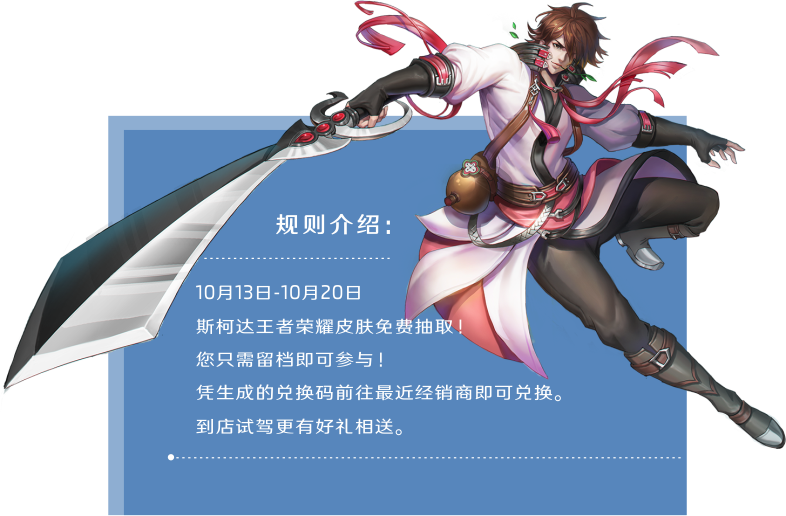 规则介绍:
10月13日-10月20日
斯柯达王者荣耀皮肤免费抽取!
您只需留档即可参与!
凭生成的兑换码前往最近经销商即可兑换。
到店试驾更有好礼相送。